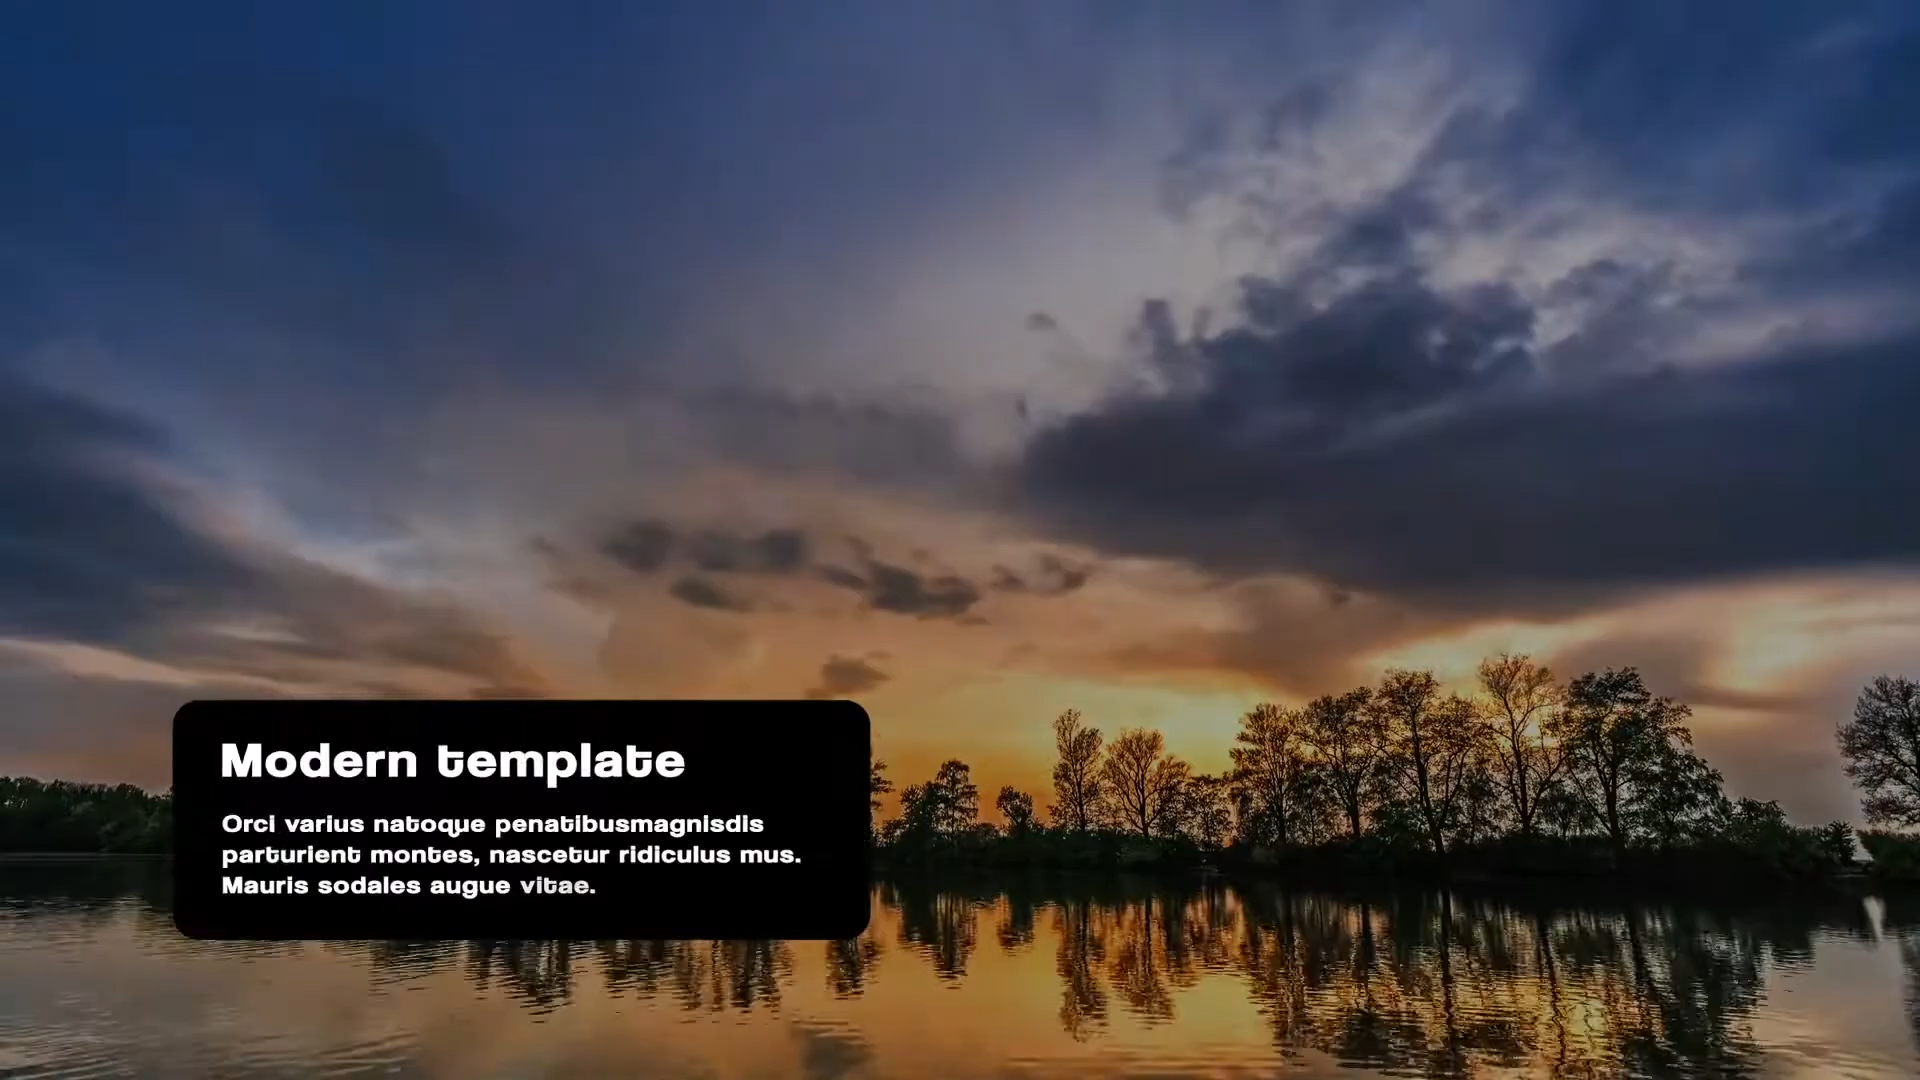 Modern template
Orci varius natoque penatibusmagnisdis
parturient montes, nascetur ridiculus mus.
Mauris sodales augue vitae.